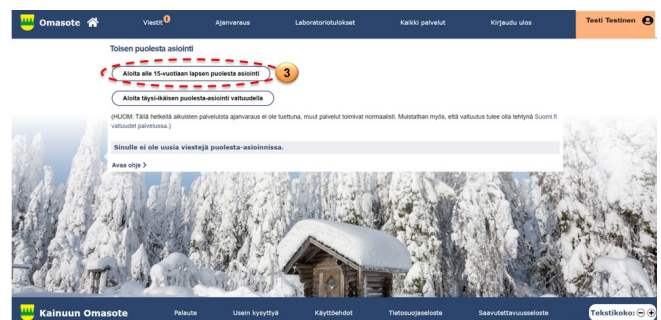 Omasote
Viestit 1
Ajanvaraus
Laboratoriotulokset
Kaikki palvelut
Kirjaudu ulos
Testi Testinen
Toisen puolesta asiointi
Aloita alle 15-vuotiaan lapsen puolesta asiointi
3
Aloita täysi-ikäisen puolesta-asiointi valtuudella
(HUOM: Tällä hetkellä aikuisten palveluista ajanvaraus ei ole tuettuna, muut palvelut toimivat normaalisti. Muistathan myös, että valtuutus tulee olla tehtynä Suomi.fi
valtuudet palvelussa.)
Sinulle ei ole uusia viestejä puolesta-asioinnissa.
Avaa ohje >
Kainuun Omasote
Palaute
Usein kysyttyä
Käyttöehdot
Tietosuojaseloste
Saavutettavuusseloste
Tekstikoko: - +